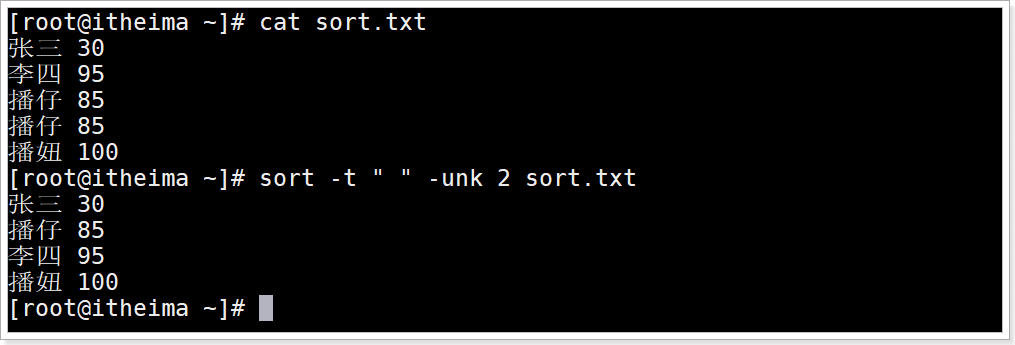 [root@itheima ~]# cat sort.txt
张三 30
李四 95
播仔 85
播仔 85
播妞 100
[root@itheima ~]# sort -t " " -unk 2 sort.txt
张三 30
播仔 85
李四 95
播妞 100
[root@itheima ~]#